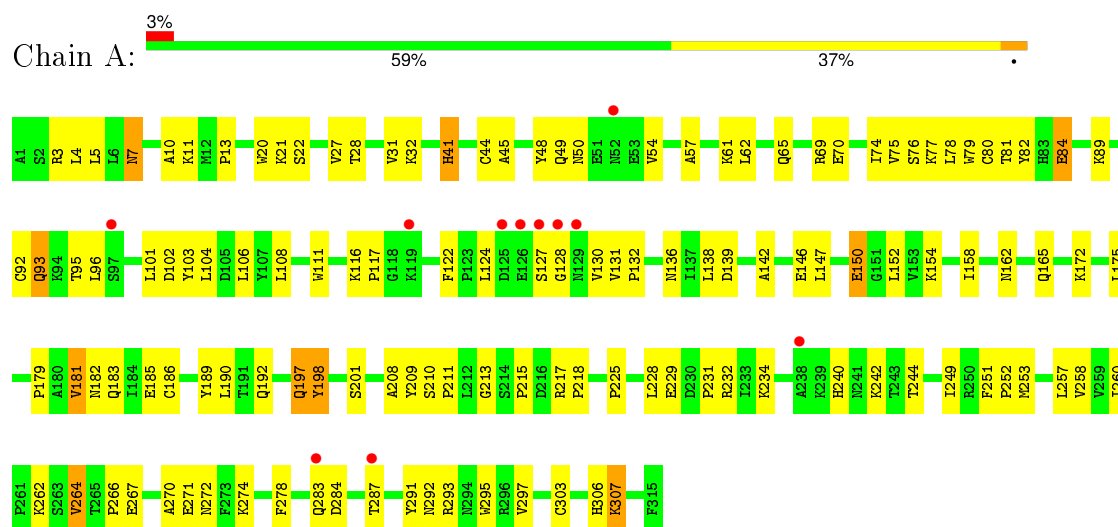 3%
Chain A:
59% 37% •
A1 S2 R3 L4 L5 L6 N7 A10 K11 M12 P13 W20 K21 S22 V27 T28 V31 K32 H41 C44 A45 Y48 Q49 N50 E51 N52 E53 V54 A57 K61 L62 Q65 R69 E70 I74 V75 S76 K77 L78 W79 C80 T81 Y82 H83 E84 K89
C92 Q93 K94 T95 L96 S97 L101 D102 Y103 L104 D105 L106 Y107 L108 W111 K116 P117 G118 K119 F122 P123 L124 D125 E126 S127 G128 N129 V130 V131 P132 N136 I137 L138 D139 A142 E146 L147 E150 G151 L152 V153 K154 I158 N162 Q165 K172 L175
P179 A180 V181 N182 Q183 I184 E185 C186 Y189 L190 T191 Q192 Q197 Y198 S201 A208 Y209 S210 P211 L212 G213 S214 P215 D216 R217 P218 P225 L228 E229 D230 P231 R232 I233 K234 A238 K239 H240 N241 K242 T243 T244 I249 R250 F251 P252 M253 L257 V258 V259
P261 K262 S263 V264 T265 P266 E267 A270 E271 N272 F273 K274 F278 Q283 D284 T287 Y291 N292 R293 N294 W295 R296 V297 C303 H306 K307 F315